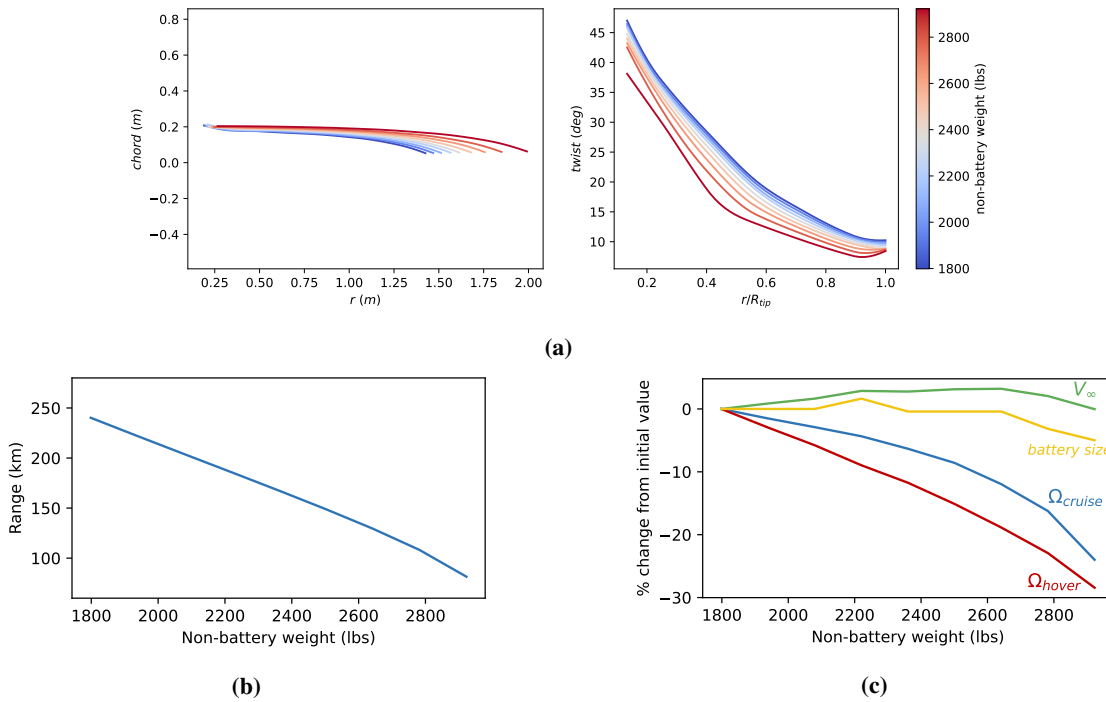 0.8
0.6
0.4
0.2
0.0
−0.2
−0.4
chord (m)
0.25 0.50 0.75 1.00 1.25 1.50 1.75 2.00
r (m)
45
40
35
30
25
20
15
10
twist (deg)
0.2 0.4 0.6 0.8 1.0
r/R_tip
2800
2600
2400
2200
2000
1800
non-battery weight (lbs)
(a)
250
200
150
100
Range (km)
1800 2000 2200 2400 2600 2800
Non-battery weight (lbs)
(b)
0
−10
−20
−30
% change from initial value
V∞
battery size
Ω_cruise
Ω_hover
1800 2000 2200 2400 2600 2800
Non-battery weight (lbs)
(c)